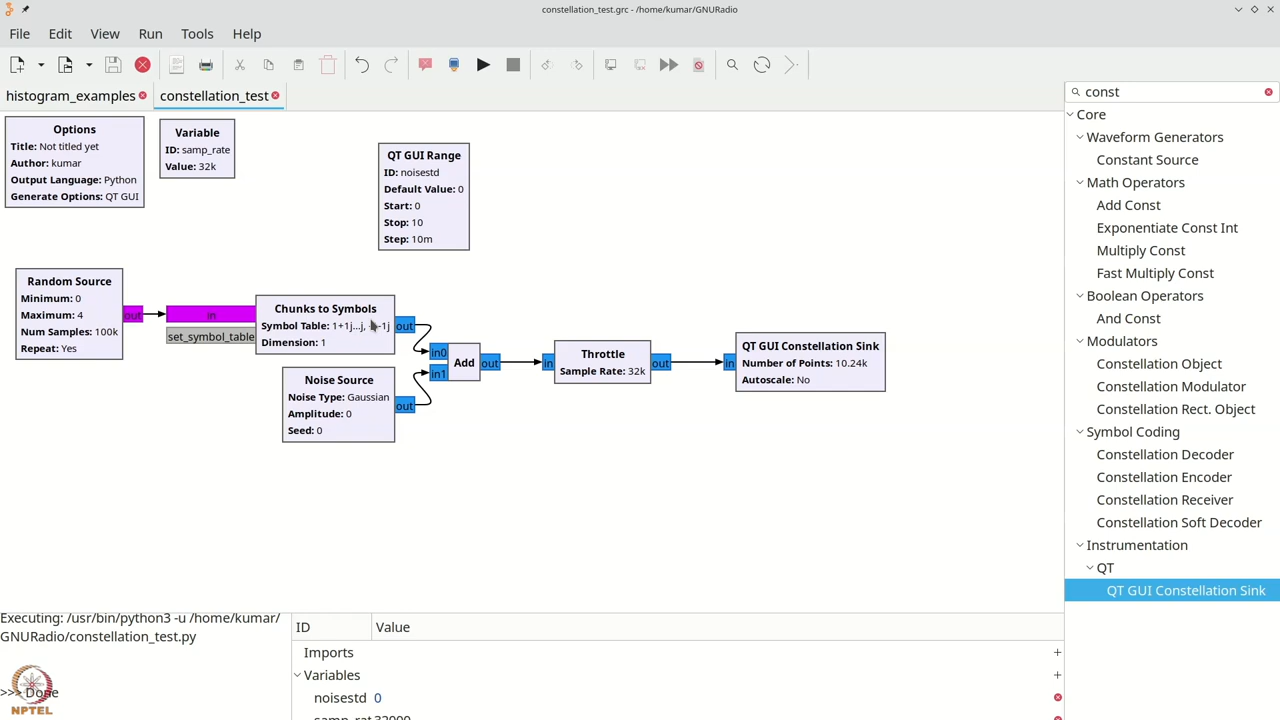 constellation_test.grc - /home/kumar/GNURadio
File Edit View Run Tools Help
histogram_examples
constellation_test
Options
Title: Not titled yet
Author: kumar
Output Language: Python
Generate Options: QT GUI
Variable
ID: samp_rate
Value: 32k
QT GUI Range
ID: noisestd
Default Value: 0
Start: 0
Stop: 10
Step: 10m
Random Source
Minimum: 0
Maximum: 4
Num Samples: 100k
Repeat: Yes
out
in
set_symbol_table
Chunks to Symbols
Symbol Table: 1+1j...j, -1-1j
Dimension: 1
out
Noise Source
Noise Type: Gaussian
Amplitude: 0
Seed: 0
out
in0
in1
Add
out
in
Throttle
Sample Rate: 32k
out
in
QT GUI Constellation Sink
Number of Points: 10.24k
Autoscale: No
const
Core
Waveform Generators
Constant Source
Math Operators
Add Const
Exponentiate Const Int
Multiply Const
Fast Multiply Const
Boolean Operators
And Const
Modulators
Constellation Object
Constellation Modulator
Constellation Rect. Object
Symbol Coding
Constellation Decoder
Constellation Encoder
Constellation Receiver
Constellation Soft Decoder
Instrumentation
QT
QT GUI Constellation Sink
Executing: /usr/bin/python3 -u /home/kumar/
GNURadio/constellation_test.py
>>> Done
NPTEL
ID Value
Imports
Variables
noisestd 0
samp_rat 32000